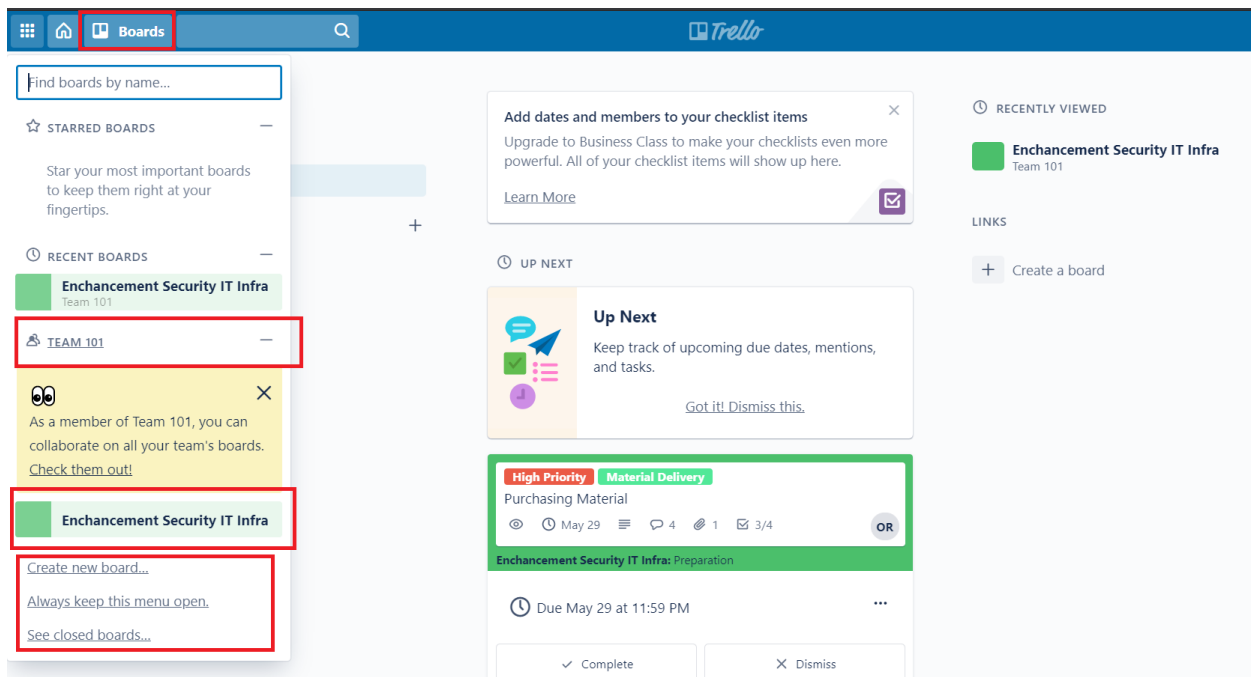 Boards
Trello
Find boards by name...
STARRED BOARDS
Star your most important boards
to keep them right at your
fingertips.
RECENT BOARDS
Enchancement Security IT Infra
Team 101
TEAM 101
As a member of Team 101, you can
collaborate on all your team's boards.
Check them out!
Enchancement Security IT Infra
Create new board...
Always keep this menu open.
See closed boards...
Add dates and members to your checklist items
Upgrade to Business Class to make your checklists even more
powerful. All of your checklist items will show up here.
Learn More
UP NEXT
Up Next
Keep track of upcoming due dates, mentions,
and tasks.
Got it! Dismiss this.
High Priority Material Delivery
Purchasing Material
May 29 4 1 3/4 OR
Enchancement Security IT Infra: Preparation
Due May 29 at 11:59 PM
Complete Dismiss
RECENTLY VIEWED
Enchancement Security IT Infra
Team 101
LINKS
Create a board